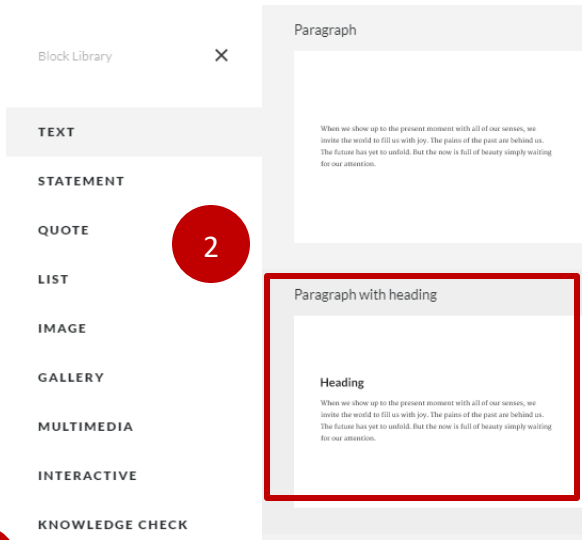 Block Library
×
TEXT
STATEMENT
QUOTE
2
LIST
IMAGE
GALLERY
MULTIMEDIA
INTERACTIVE
KNOWLEDGE CHECK
Paragraph
When we show up to the present moment with all of our senses, we
invite the world to fill us with joy. The pains of the past are behind us.
The future has yet to unfold. But the now is full of beauty simply waiting
for our attention.
Paragraph with heading
Heading
When we show up to the present moment with all of our senses, we
invite the world to fill us with joy. The pains of the past are behind us.
The future has yet to unfold. But the now is full of beauty simply waiting
for our attention.